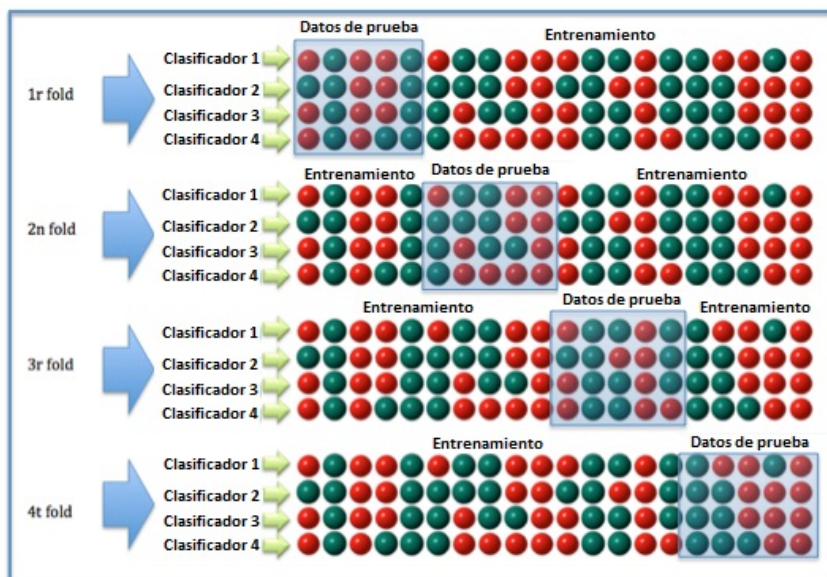 Datos de prueba
Entrenamiento
1r fold
Clasificador 1
Clasificador 2
Clasificador 3
Clasificador 4
Entrenamiento
Datos de prueba
Entrenamiento
2n fold
Clasificador 1
Clasificador 2
Clasificador 3
Clasificador 4
Entrenamiento
Datos de prueba
Entrenamiento
3r fold
Clasificador 1
Clasificador 2
Clasificador 3
Clasificador 4
Entrenamiento
Datos de prueba
4t fold
Clasificador 1
Clasificador 2
Clasificador 3
Clasificador 4